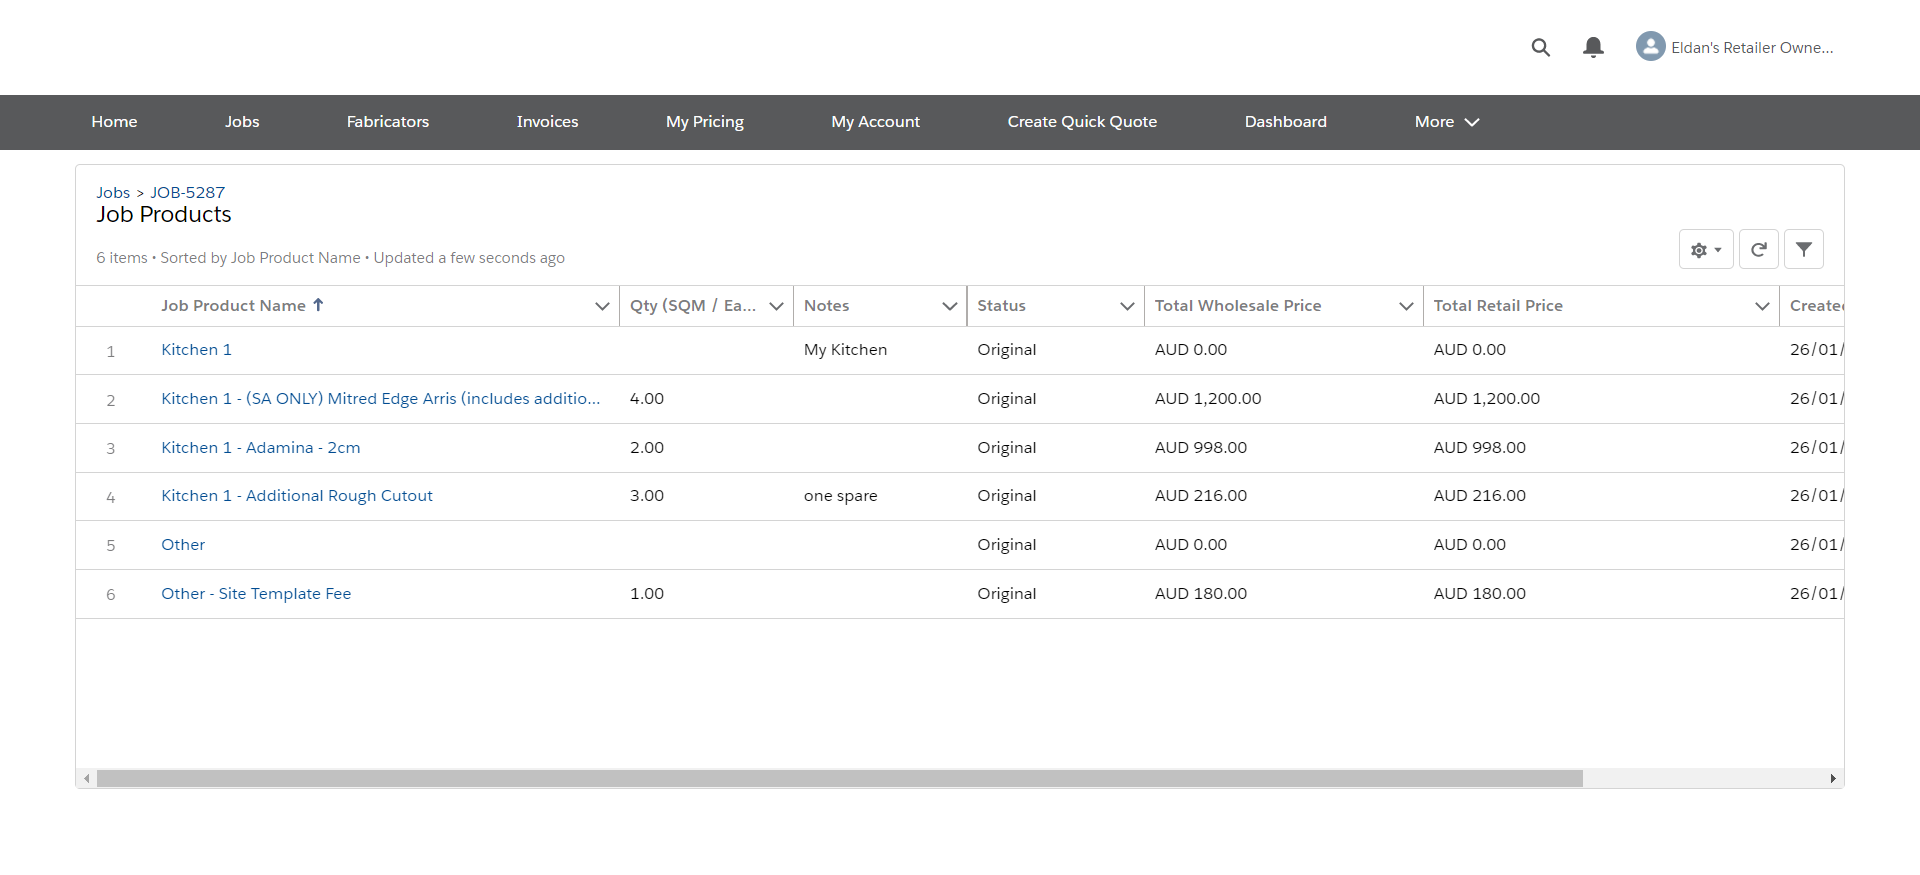 Eldan's Retailer Owne...
Home Jobs Fabricators Invoices My Pricing My Account Create Quick Quote Dashboard More
Jobs > JOB-5287
Job Products
6 items • Sorted by Job Product Name • Updated a few seconds ago
Job Product Name Qty (SQM / Ea... Notes Status Total Wholesale Price Total Retail Price Created
1 Kitchen 1 My Kitchen Original AUD 0.00 AUD 0.00 26/01/
2 Kitchen 1 - (SA ONLY) Mitred Edge Arris (includes additio... 4.00 Original AUD 1,200.00 AUD 1,200.00 26/01/
3 Kitchen 1 - Adamina - 2cm 2.00 Original AUD 998.00 AUD 998.00 26/01/
4 Kitchen 1 - Additional Rough Cutout 3.00 one spare Original AUD 216.00 AUD 216.00 26/01/
5 Other Original AUD 0.00 AUD 0.00 26/01/
6 Other - Site Template Fee 1.00 Original AUD 180.00 AUD 180.00 26/01/